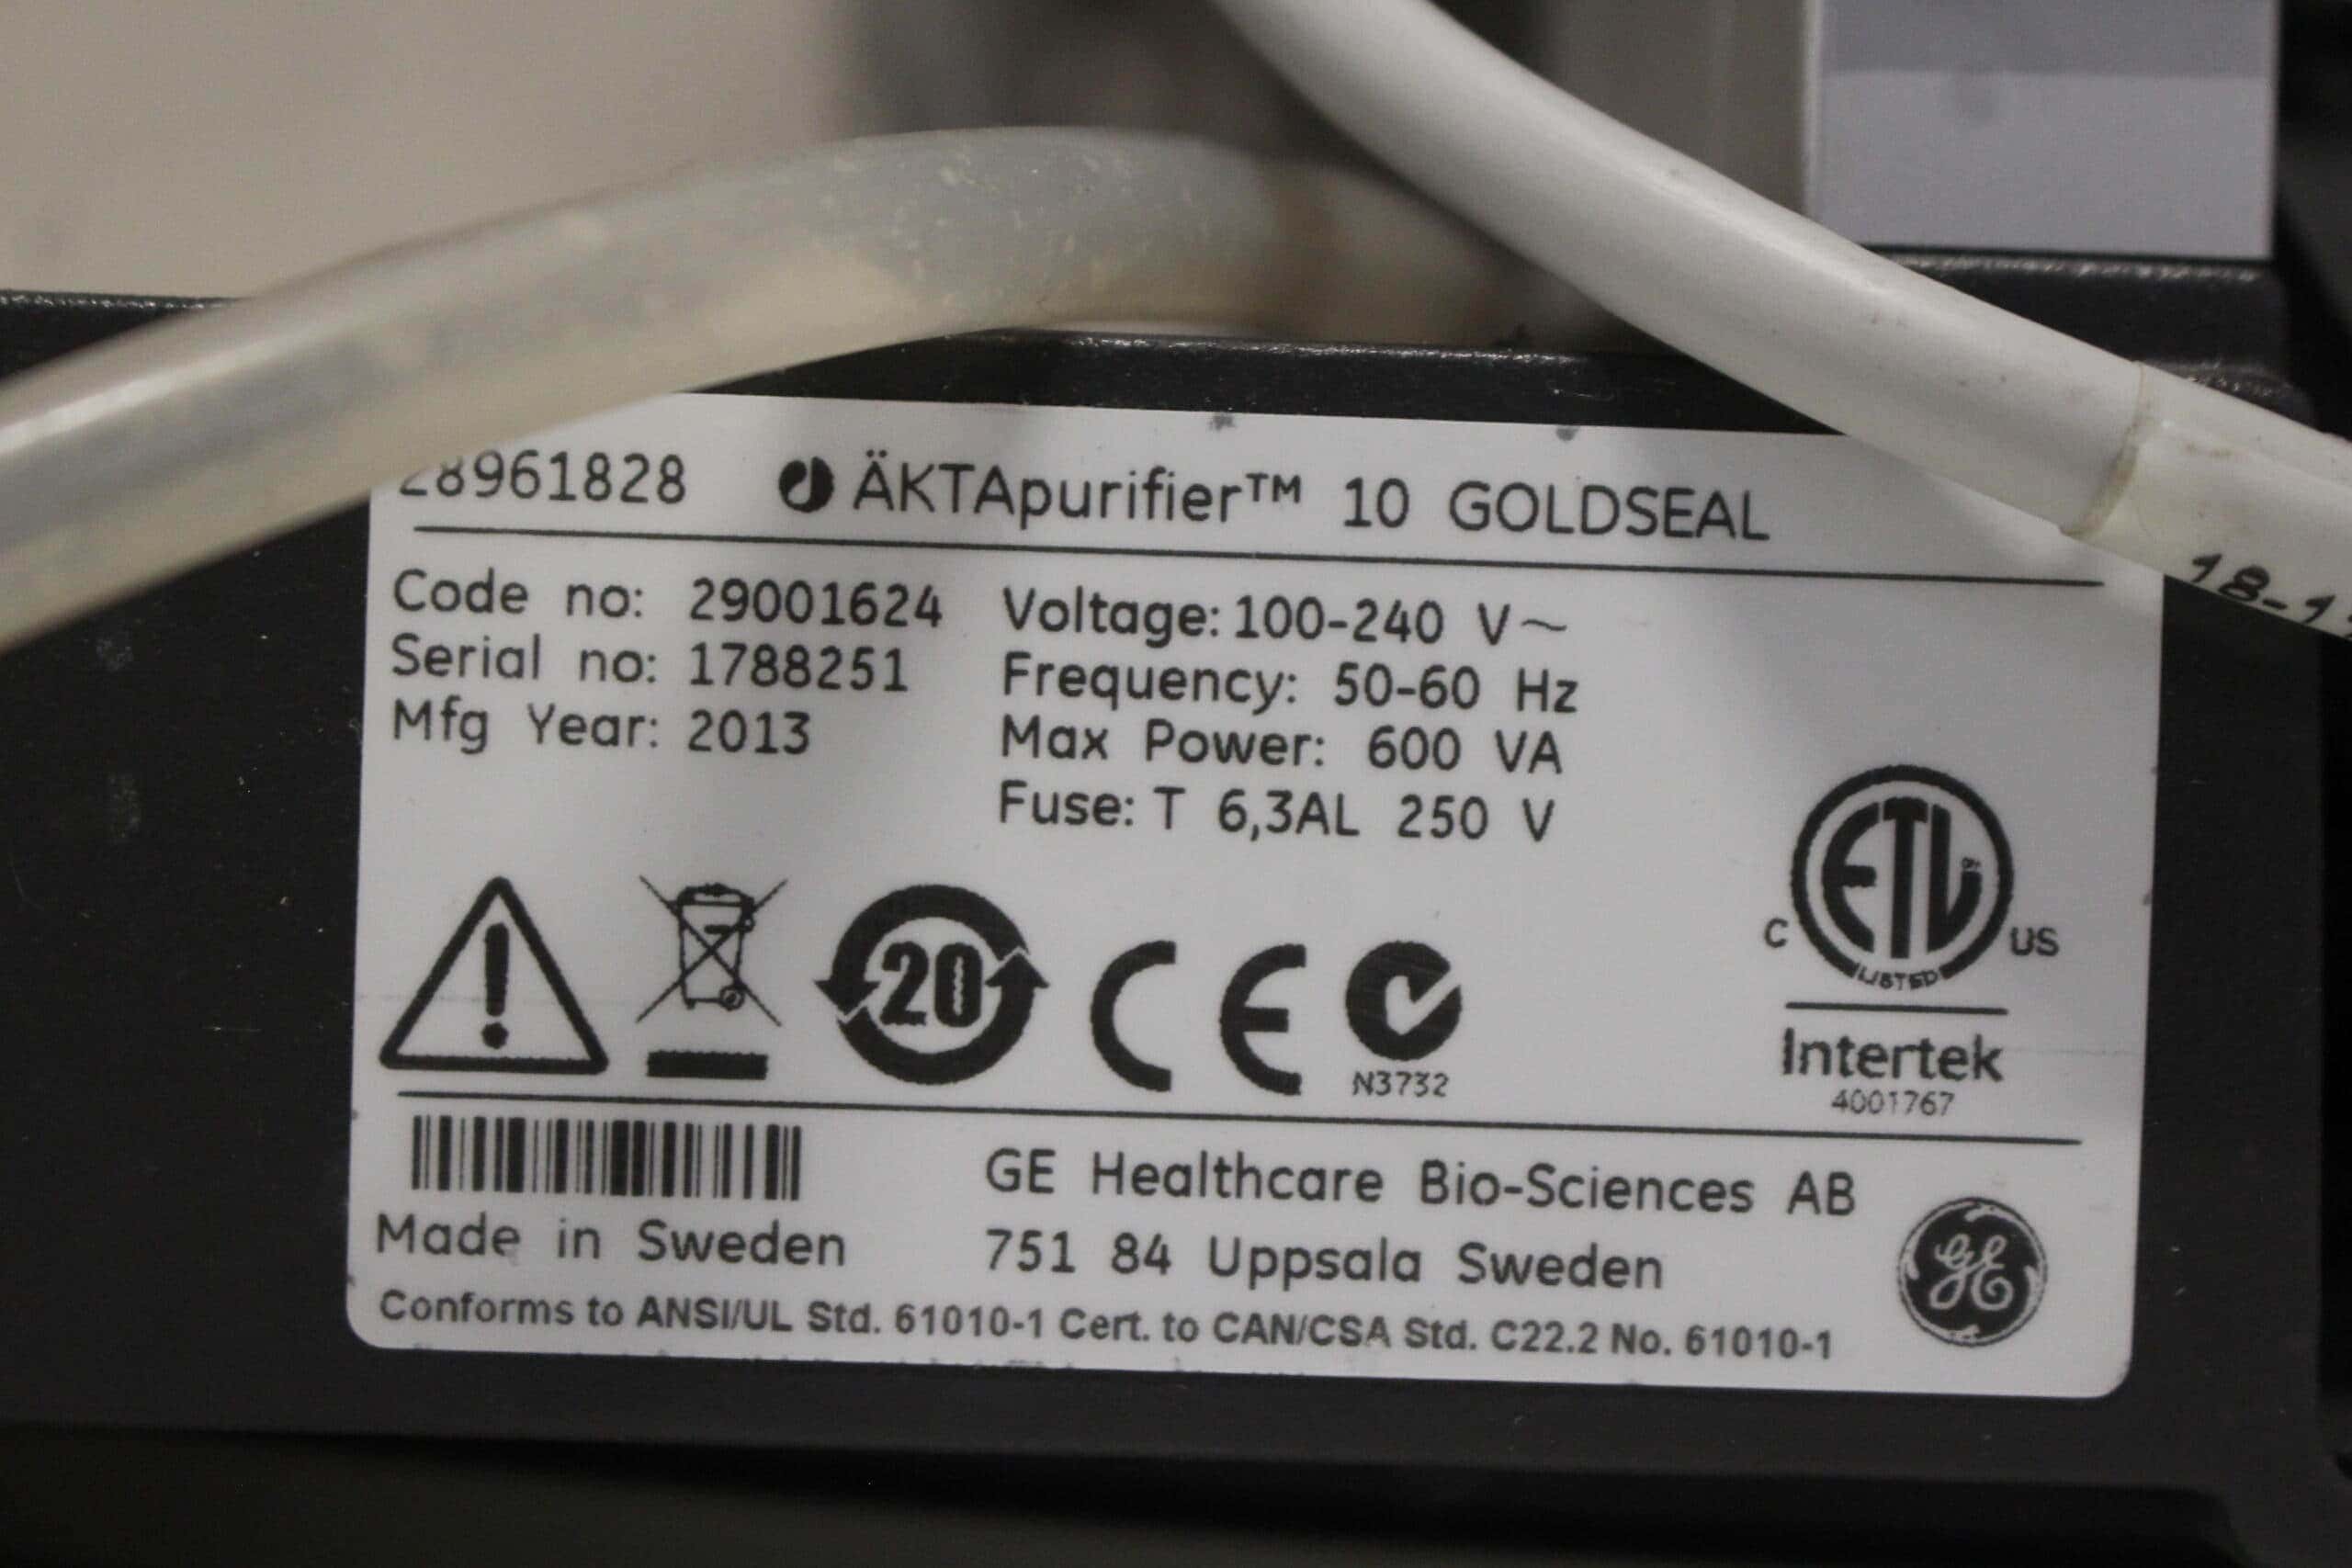 28961828 ÄKTApurifier™ 10 GOLDSEAL
Code no: 29001624
Serial no: 1788251
Mfg Year: 2013
Voltage: 100-240 V~
Frequency: 50-60 Hz
Max Power: 600 VA
Fuse: T 6,3AL 250 V
20
CE
N3732
ETL
C US
LISTED
Intertek
4001767
Made in Sweden
GE Healthcare Bio-Sciences AB
751 84 Uppsala Sweden
GE
Conforms to ANSI/UL Std. 61010-1 Cert. to CAN/CSA Std. C22.2 No. 61010-1